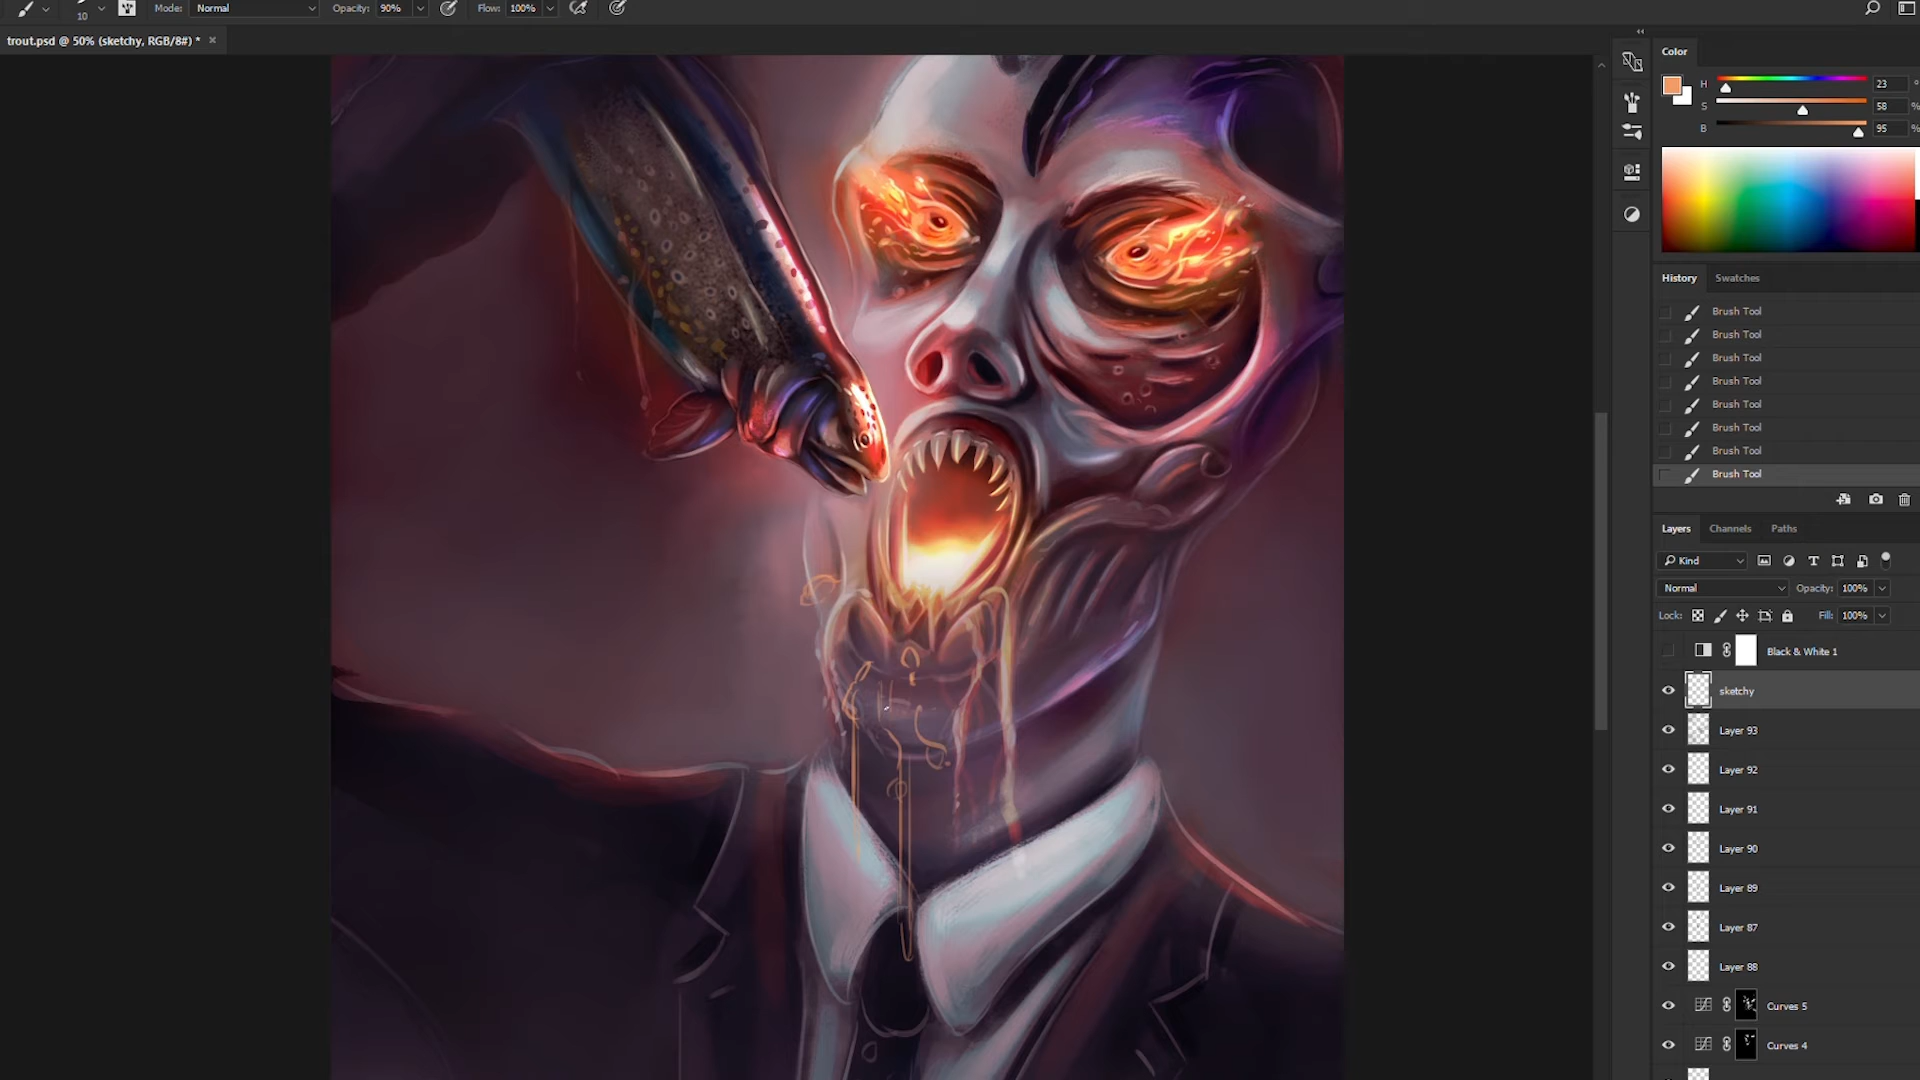 10 Mode: Normal Opacity: 90% Flow: 100%
trout.psd @ 50% (sketchy, RGB/8#) *
Color
H 23 °
S 58 %
B 95 %
History Swatches
Brush Tool
Brush Tool
Brush Tool
Brush Tool
Brush Tool
Brush Tool
Brush Tool
Brush Tool
Layers Channels Paths
Kind
Normal Opacity: 100%
Lock: Fill: 100%
Black & White 1
sketchy
Layer 93
Layer 92
Layer 91
Layer 90
Layer 89
Layer 87
Layer 88
Curves 5
Curves 4